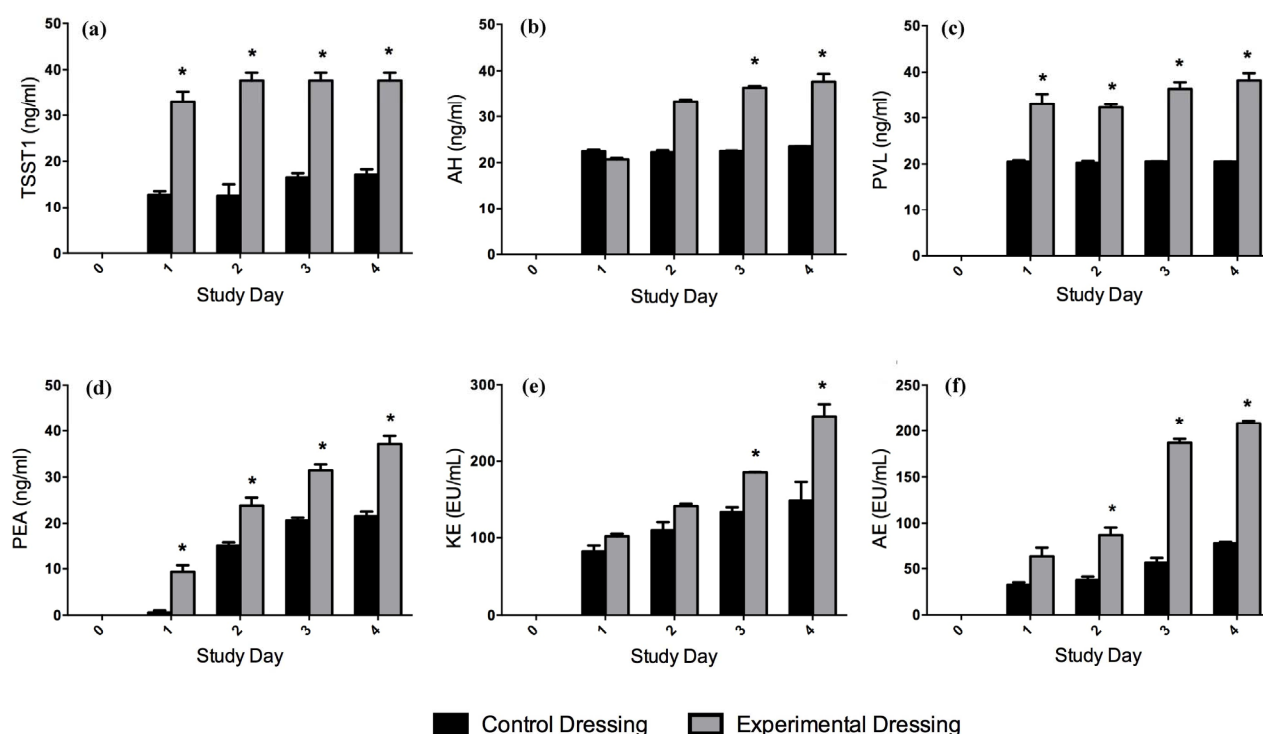 (a)
TSST1 (ng/ml)
50
40
30
20
10
0
* * * *
0 1 2 3 4
Study Day
(b)
AH (ng/ml)
50
40
30
20
10
0
* *
0 1 2 3 4
Study Day
(c)
PVL (ng/ml)
50
40
30
20
10
0
* * * *
0 1 2 3 4
Study Day
(d)
PEA (ng/ml)
50
40
30
20
10
0
* * * *
0 1 2 3 4
Study Day
(e)
KE (EU/mL)
300
200
100
0
* *
0 1 2 3 4
Study Day
(f)
AE (EU/mL)
250
200
150
100
50
0
* * *
0 1 2 3 4
Study Day
Control Dressing Experimental Dressing